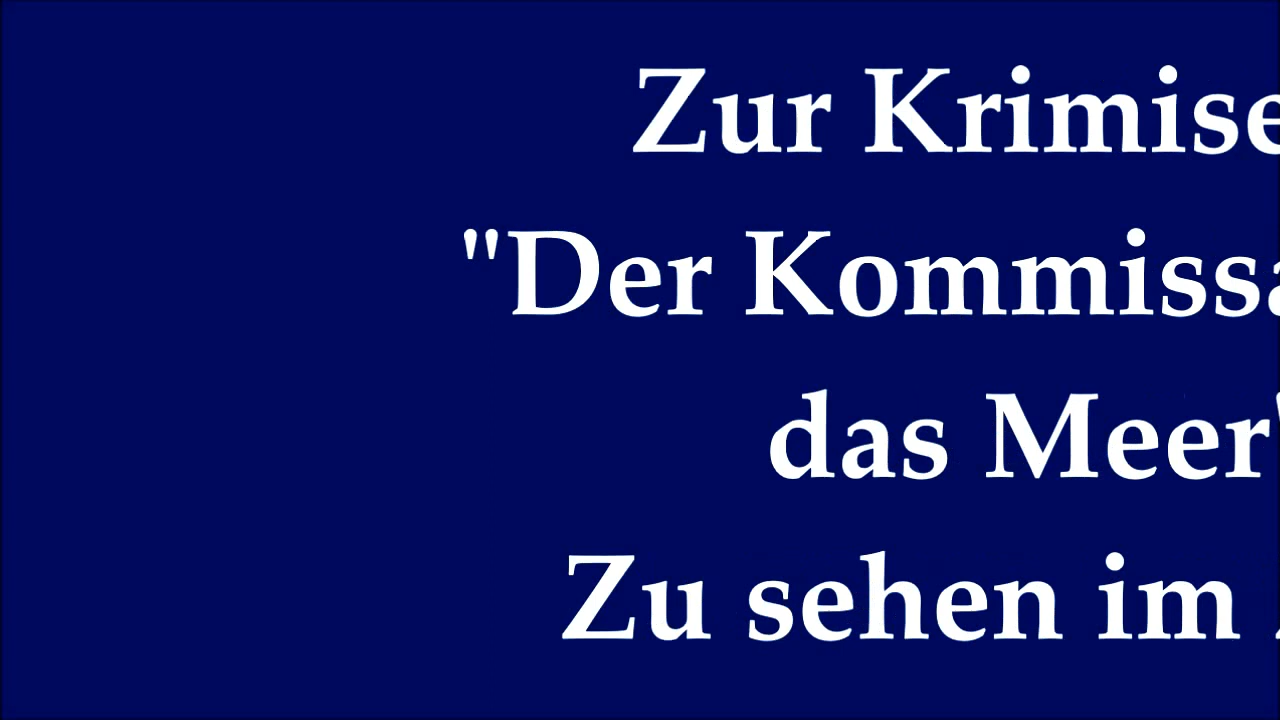 Zur Krimise
"Der Kommissa
das Meer"
Zu sehen im